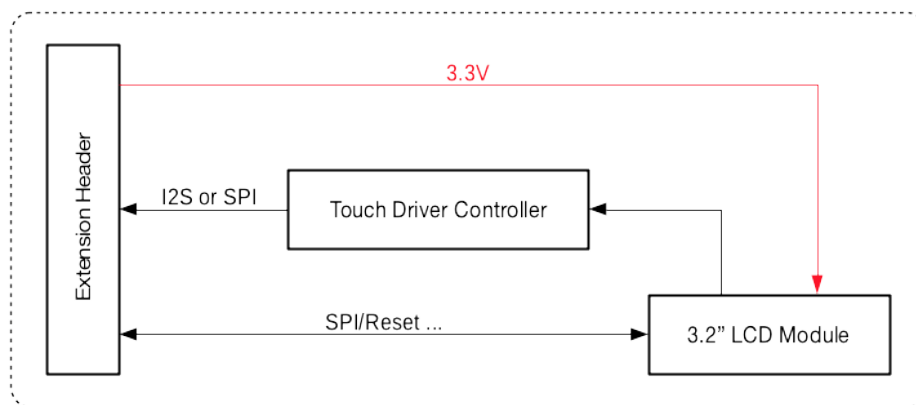 3.3V
Extension Header
I2S or SPI
Touch Driver Controller
SPI/Reset ...
3.2” LCD Module